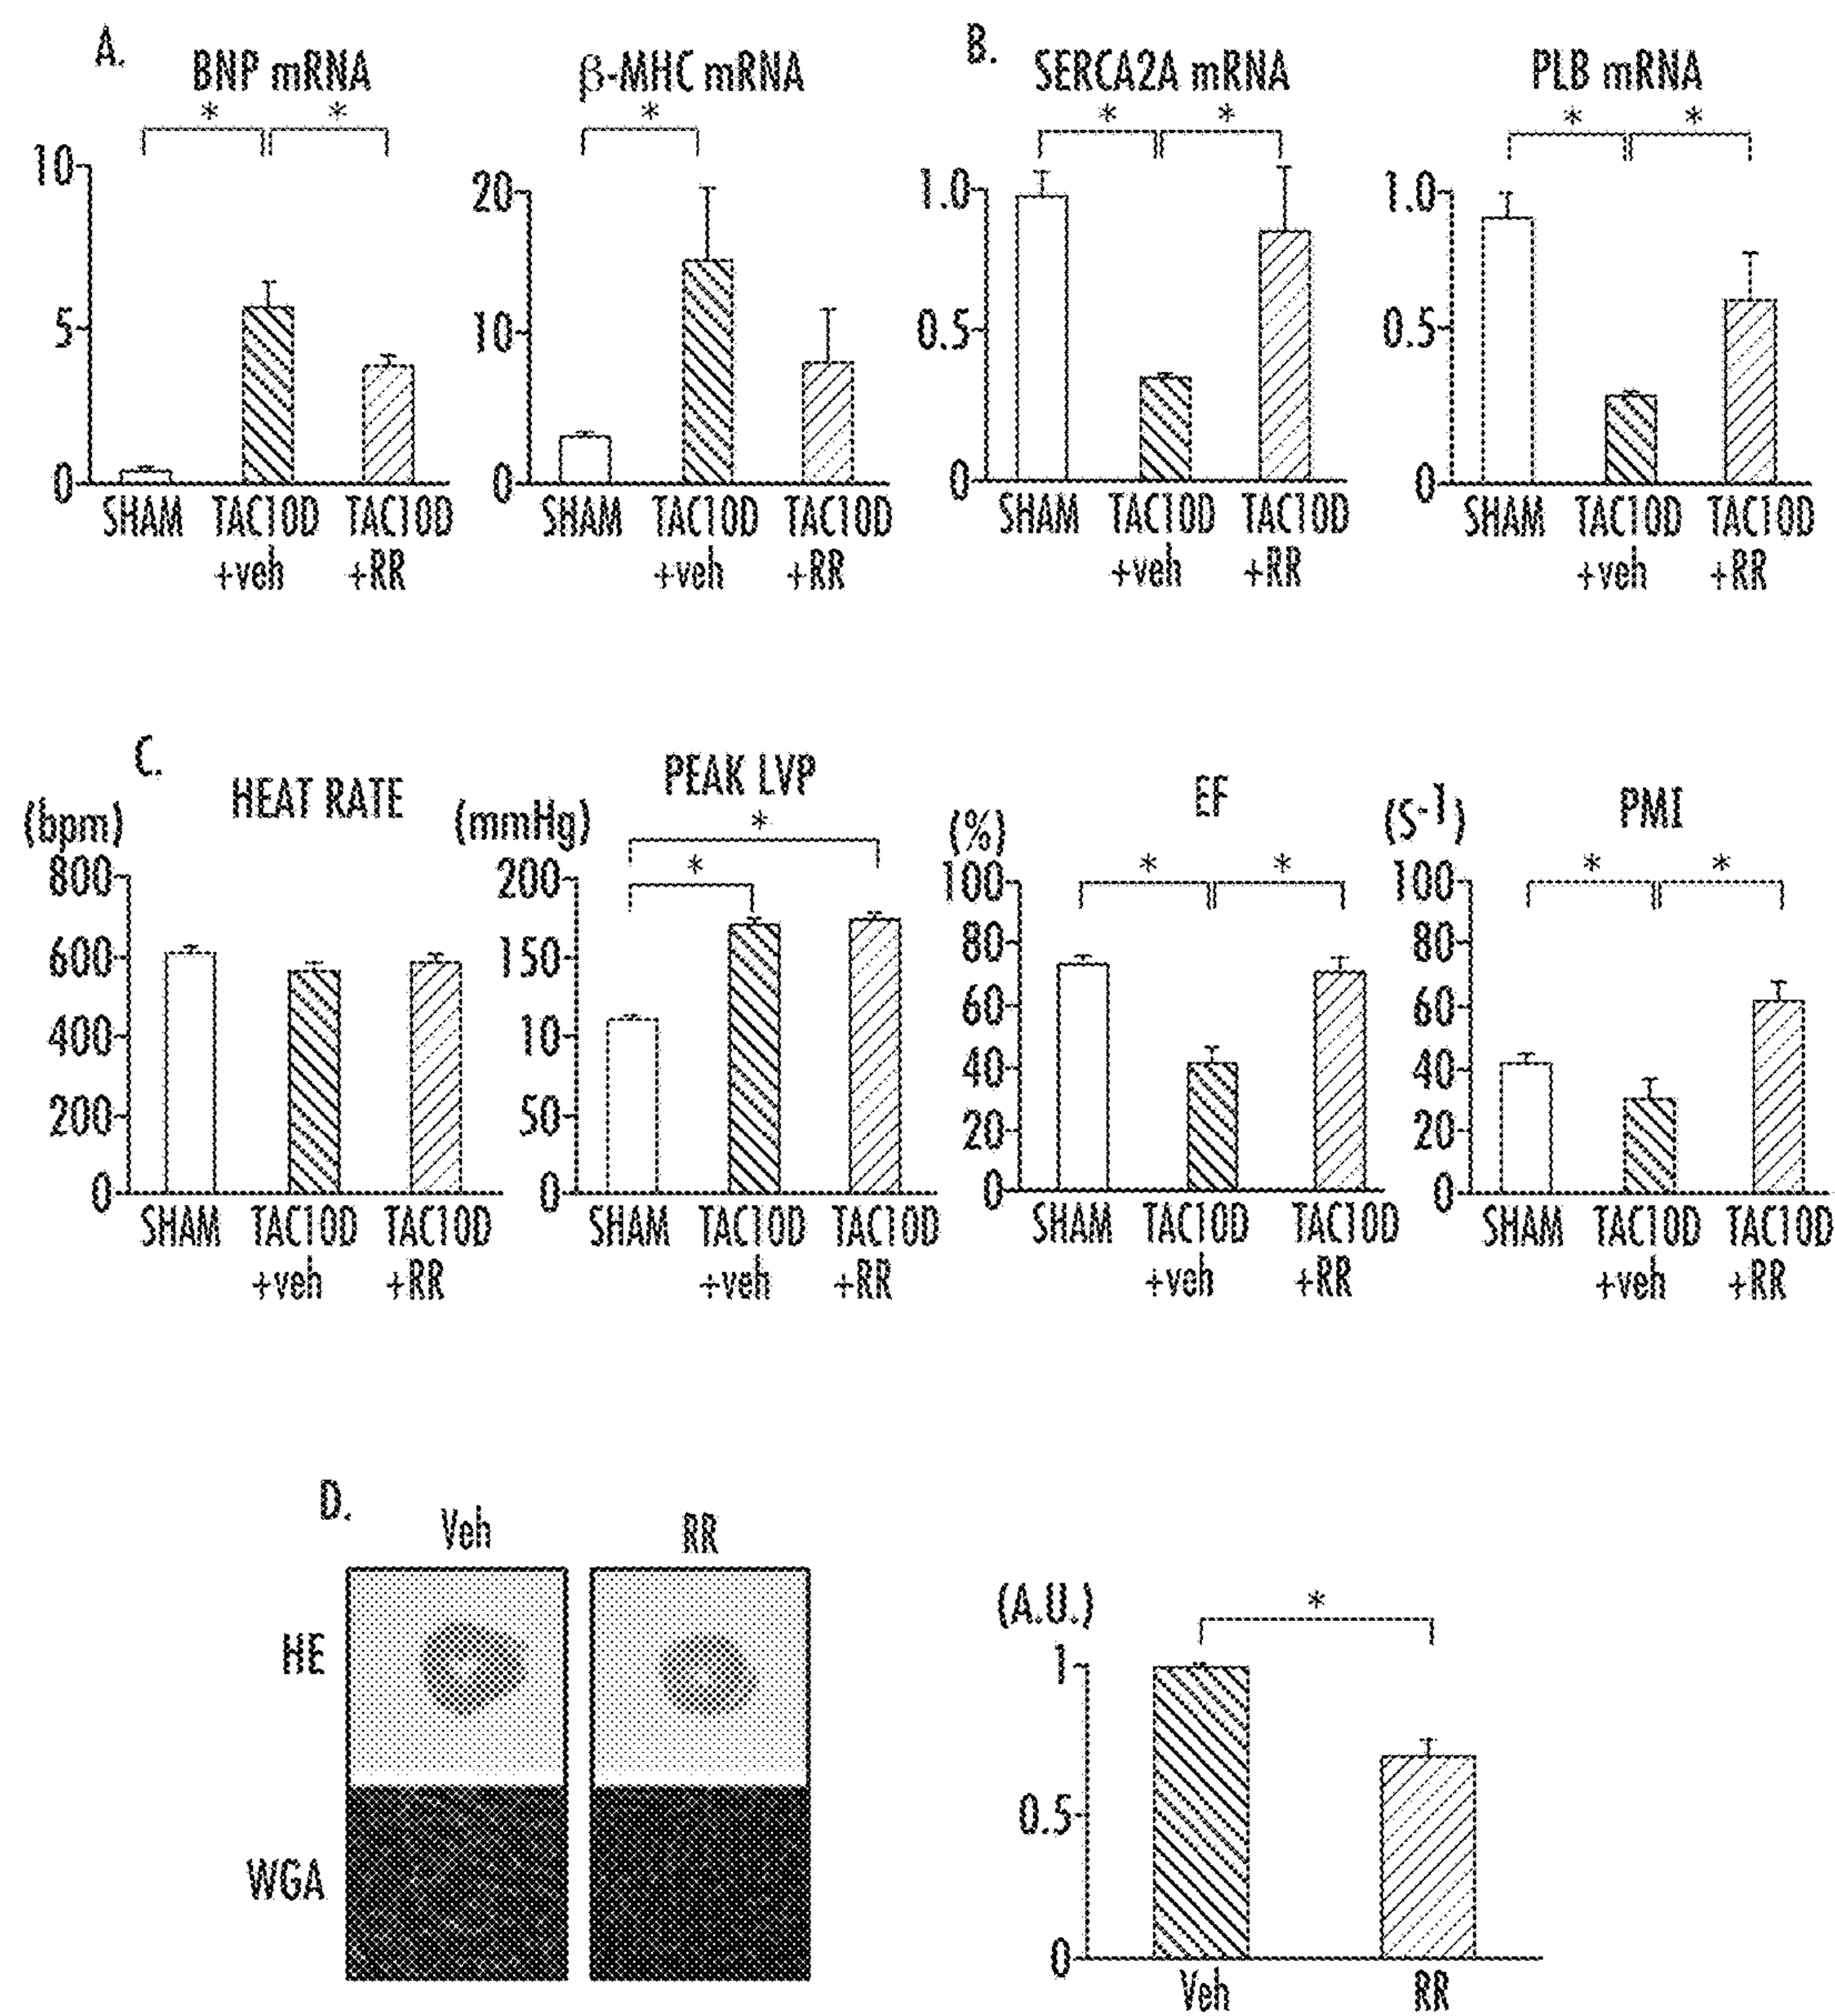 A.
BNP mRNA
* *
10
5
0
SHAM TAC10D TAC10D
+veh +RR
β-MHC mRNA
*
20
10
0
SHAM TAC10D TAC10D
+veh +RR
B.
SERCA2A mRNA
* *
1.0
0.5
0
SHAM TAC10D TAC10D
+veh +RR
PLB mRNA
* *
1.0
0.5
0
SHAM TAC10D TAC10D
+veh +RR
C.
HEAT RATE
(bpm)
800
600
400
200
0
SHAM TAC10D TAC10D
+veh +RR
PEAK LVP
(mmHg)
*
*
200
150
10
50
0
SHAM TAC10D TAC10D
+veh +RR
EF
(%)
* *
100
80
60
40
20
0
SHAM TAC10D TAC10D
+veh +RR
PMI
(S-1)
* *
100
80
60
40
20
0
SHAM TAC10D TAC10D
+veh +RR
D.
Veh RR
HE
WGA
(A.U.)
*
1
0.5
0
Veh RR